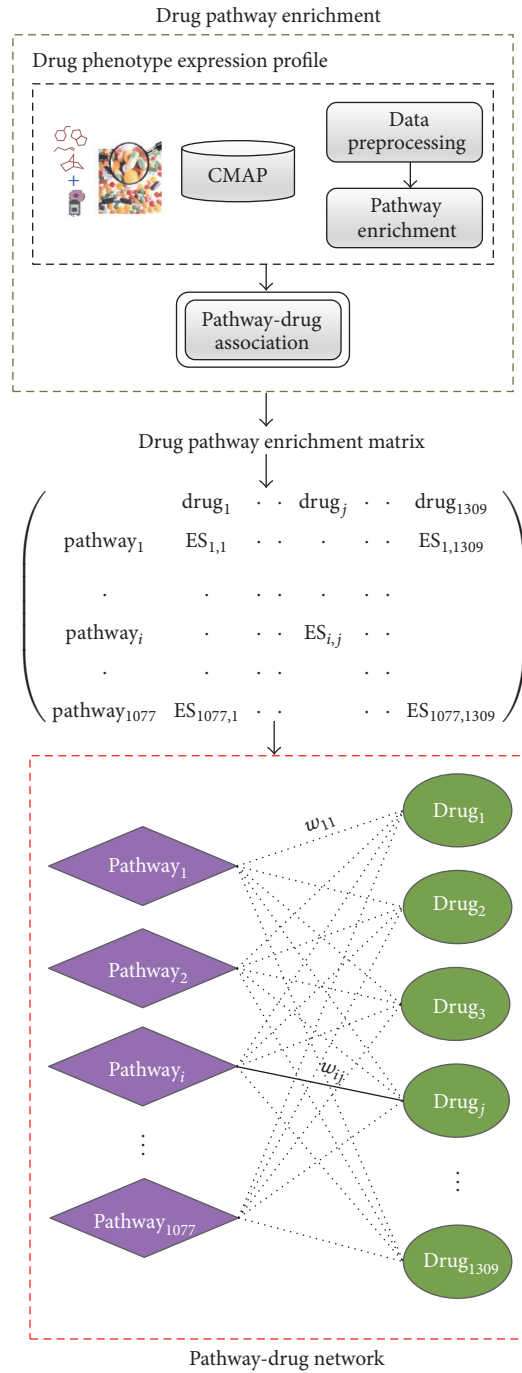 Drug pathway enrichment
Drug phenotype expression profile
CMAP
Data preprocessing
Pathway enrichment
Pathway-drug association
Drug pathway enrichment matrix
drug₁ · · drugⱼ · · drug₁₃₀₉
pathway₁ ES₁,₁ · · · · · ES₁,₁₃₀₉
· · · · · · ·
pathwayᵢ · · · ESᵢ,ⱼ · ·
· · · · · ·
pathway₁₀₇₇ ES₁₀₇₇,₁ · · · · ES₁₀₇₇,₁₃₀₉
w₁₁
Drug₁
Pathway₁
Drug₂
Pathway₂
Drug₃
Pathwayᵢ
wᵢⱼ
Drugⱼ
⋮
⋮
Pathway₁₀₇₇
Drug₁₃₀₉
Pathway-drug network